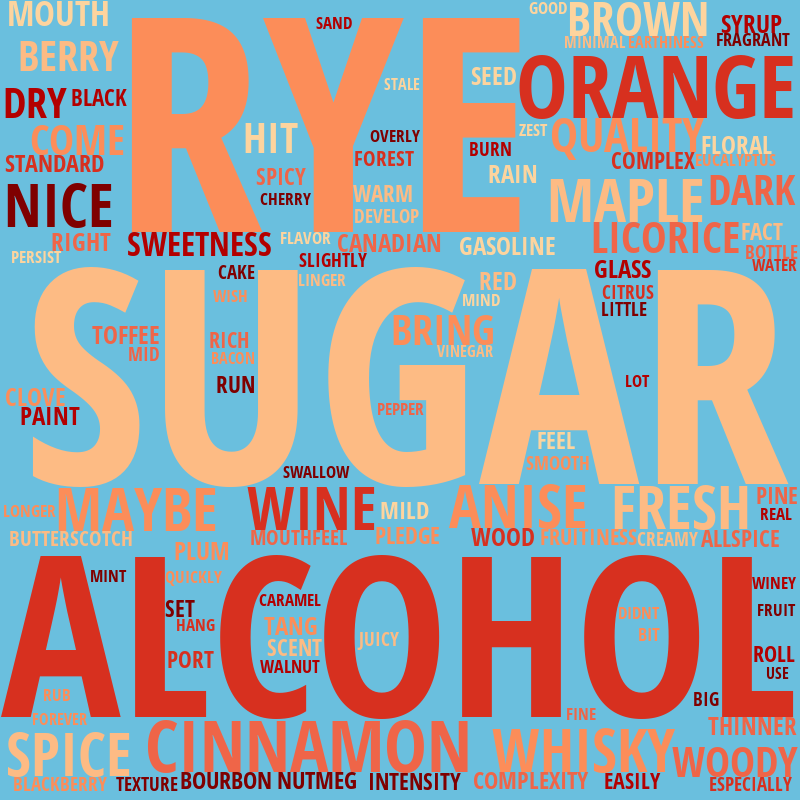 MOUTH
SAND
GOOD
BROWN
SYRUP
BERRY
RYE
MINIMAL
EARTHINESS
FRAGRANT
STALE
SEED
ORANGE
DRY
BLACK
COME
HIT
OVERLY
ZEST
QUALITY
FLORAL
BURN
STANDARD
FOREST
COMPLEX
EUCALYPTUS
SPICY
RAIN
NICE
CHERRY
WARM
MAPLE
DARK
DEVELOP
RIGHT
SWEETNESS
FLAVOR
CANADIAN
GASOLINE
LICORICE
FACT
PERSIST
SLIGHTLY
BOTTLE
WATER
CAKE
LINGER
RED
GLASS
SUGAR
WISH
MIND
CITRUS
LITTLE
TOFFEE
RICH
BRING
MID
BACON
VINEGAR
RUN
LOT
CLOVE
PAINT
PEPPER
FEEL
SMOOTH
SWALLOW
LONGER
MAYBE
WINE
MILD
ANISE
FRESH
PINE
REAL
BUTTERSCOTCH
MOUTHFEEL
PLEDGE
WOOD
FRUITINESS
CREAMY
ALLSPICE
PLUM
ALCOHOL
MINT
QUICKLY
WINEY
SET
CARAMEL
FRUIT
HANG
TANG
JUICY
DIDNT
BIT
SCENT
PORT
WALNUT
ROLL
USE
RUB
BIG
FOREVER
FINE
THINNER
SPICE
CINNAMON
WHISKY
WOODY
BLACKBERRY
TEXTURE
BOURBON
NUTMEG
INTENSITY
COMPLEXITY
EASILY
ESPECIALLY